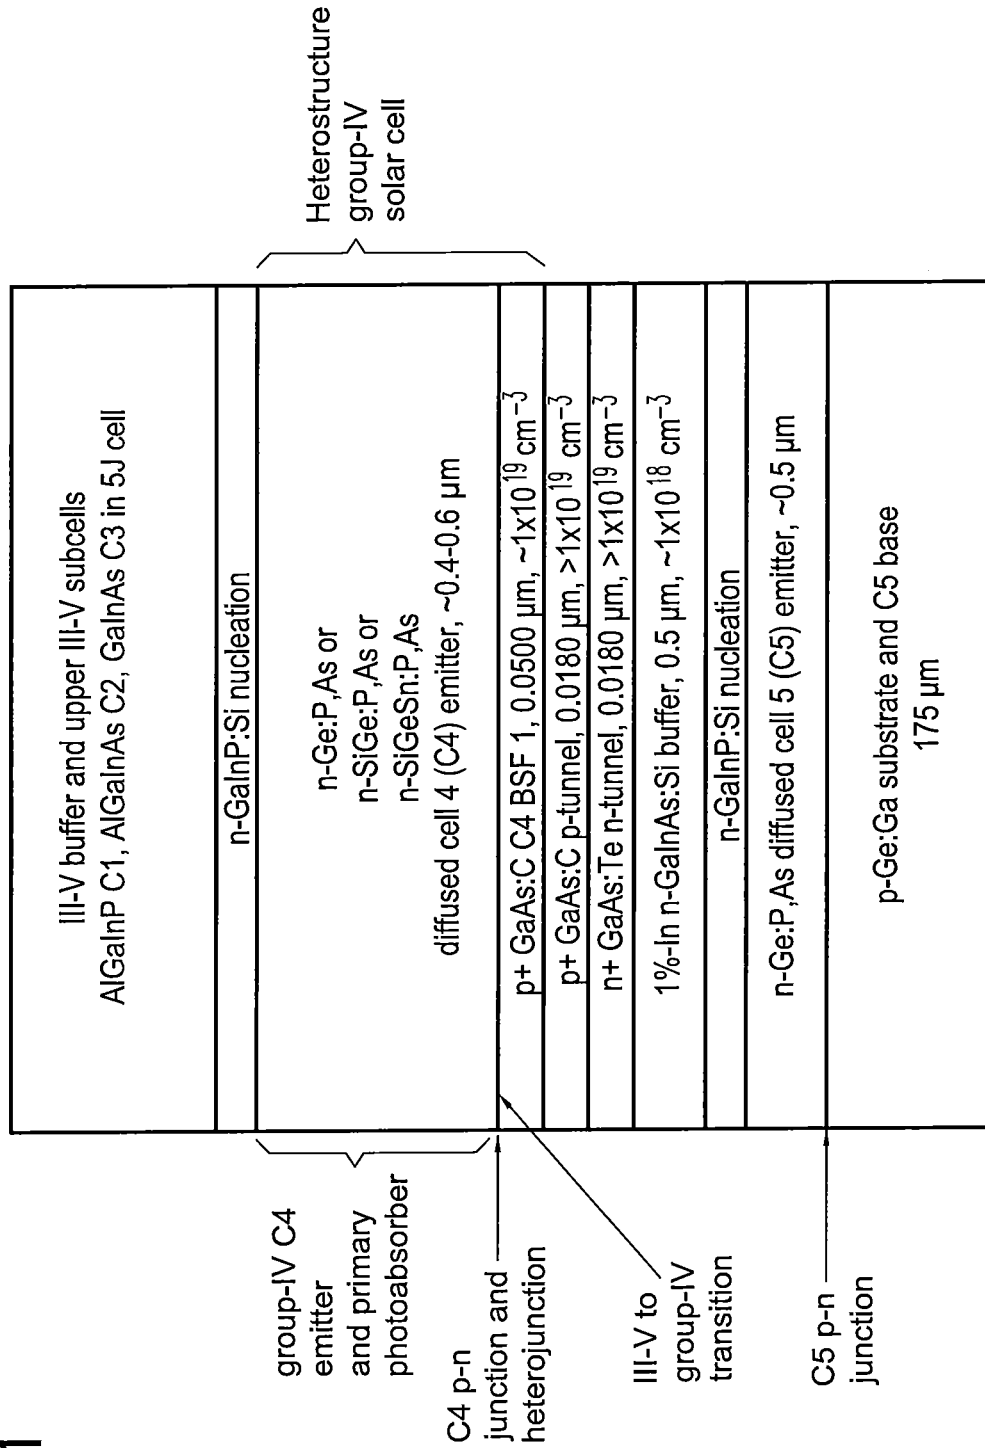 III-V buffer and upper III-V subcells
AlGaInP C1, AlGaInAs C2, GaInAs C3 in 5J cell
n-GaInP:Si nucleation
n-Ge:P,As or
n-SiGe:P,As or
n-SiGeSn:P,As
diffused cell 4 (C4) emitter, ~0.4-0.6 µm
p+ GaAs:C C4 BSF 1, 0.0500 µm, ~1x10¹⁹ cm⁻³
p+ GaAs:C p-tunnel, 0.0180 µm, >1x10¹⁹ cm⁻³
n+ GaAs:Te n-tunnel, 0.0180 µm, >1x10¹⁹ cm⁻³
1%-In n-GaInAs:Si buffer, 0.5 µm, ~1x10¹⁸ cm⁻³
n-GaInP:Si nucleation
n-Ge:P,As diffused cell 5 (C5) emitter, ~0.5 µm
p-Ge:Ga substrate and C5 base
175 µm
Heterostructure
group-IV
solar cell
group-IV C4
emitter
and primary
photoabsorber
C4 p-n
junction and
heterojunction
III-V to
group-IV
transition
C5 p-n
junction